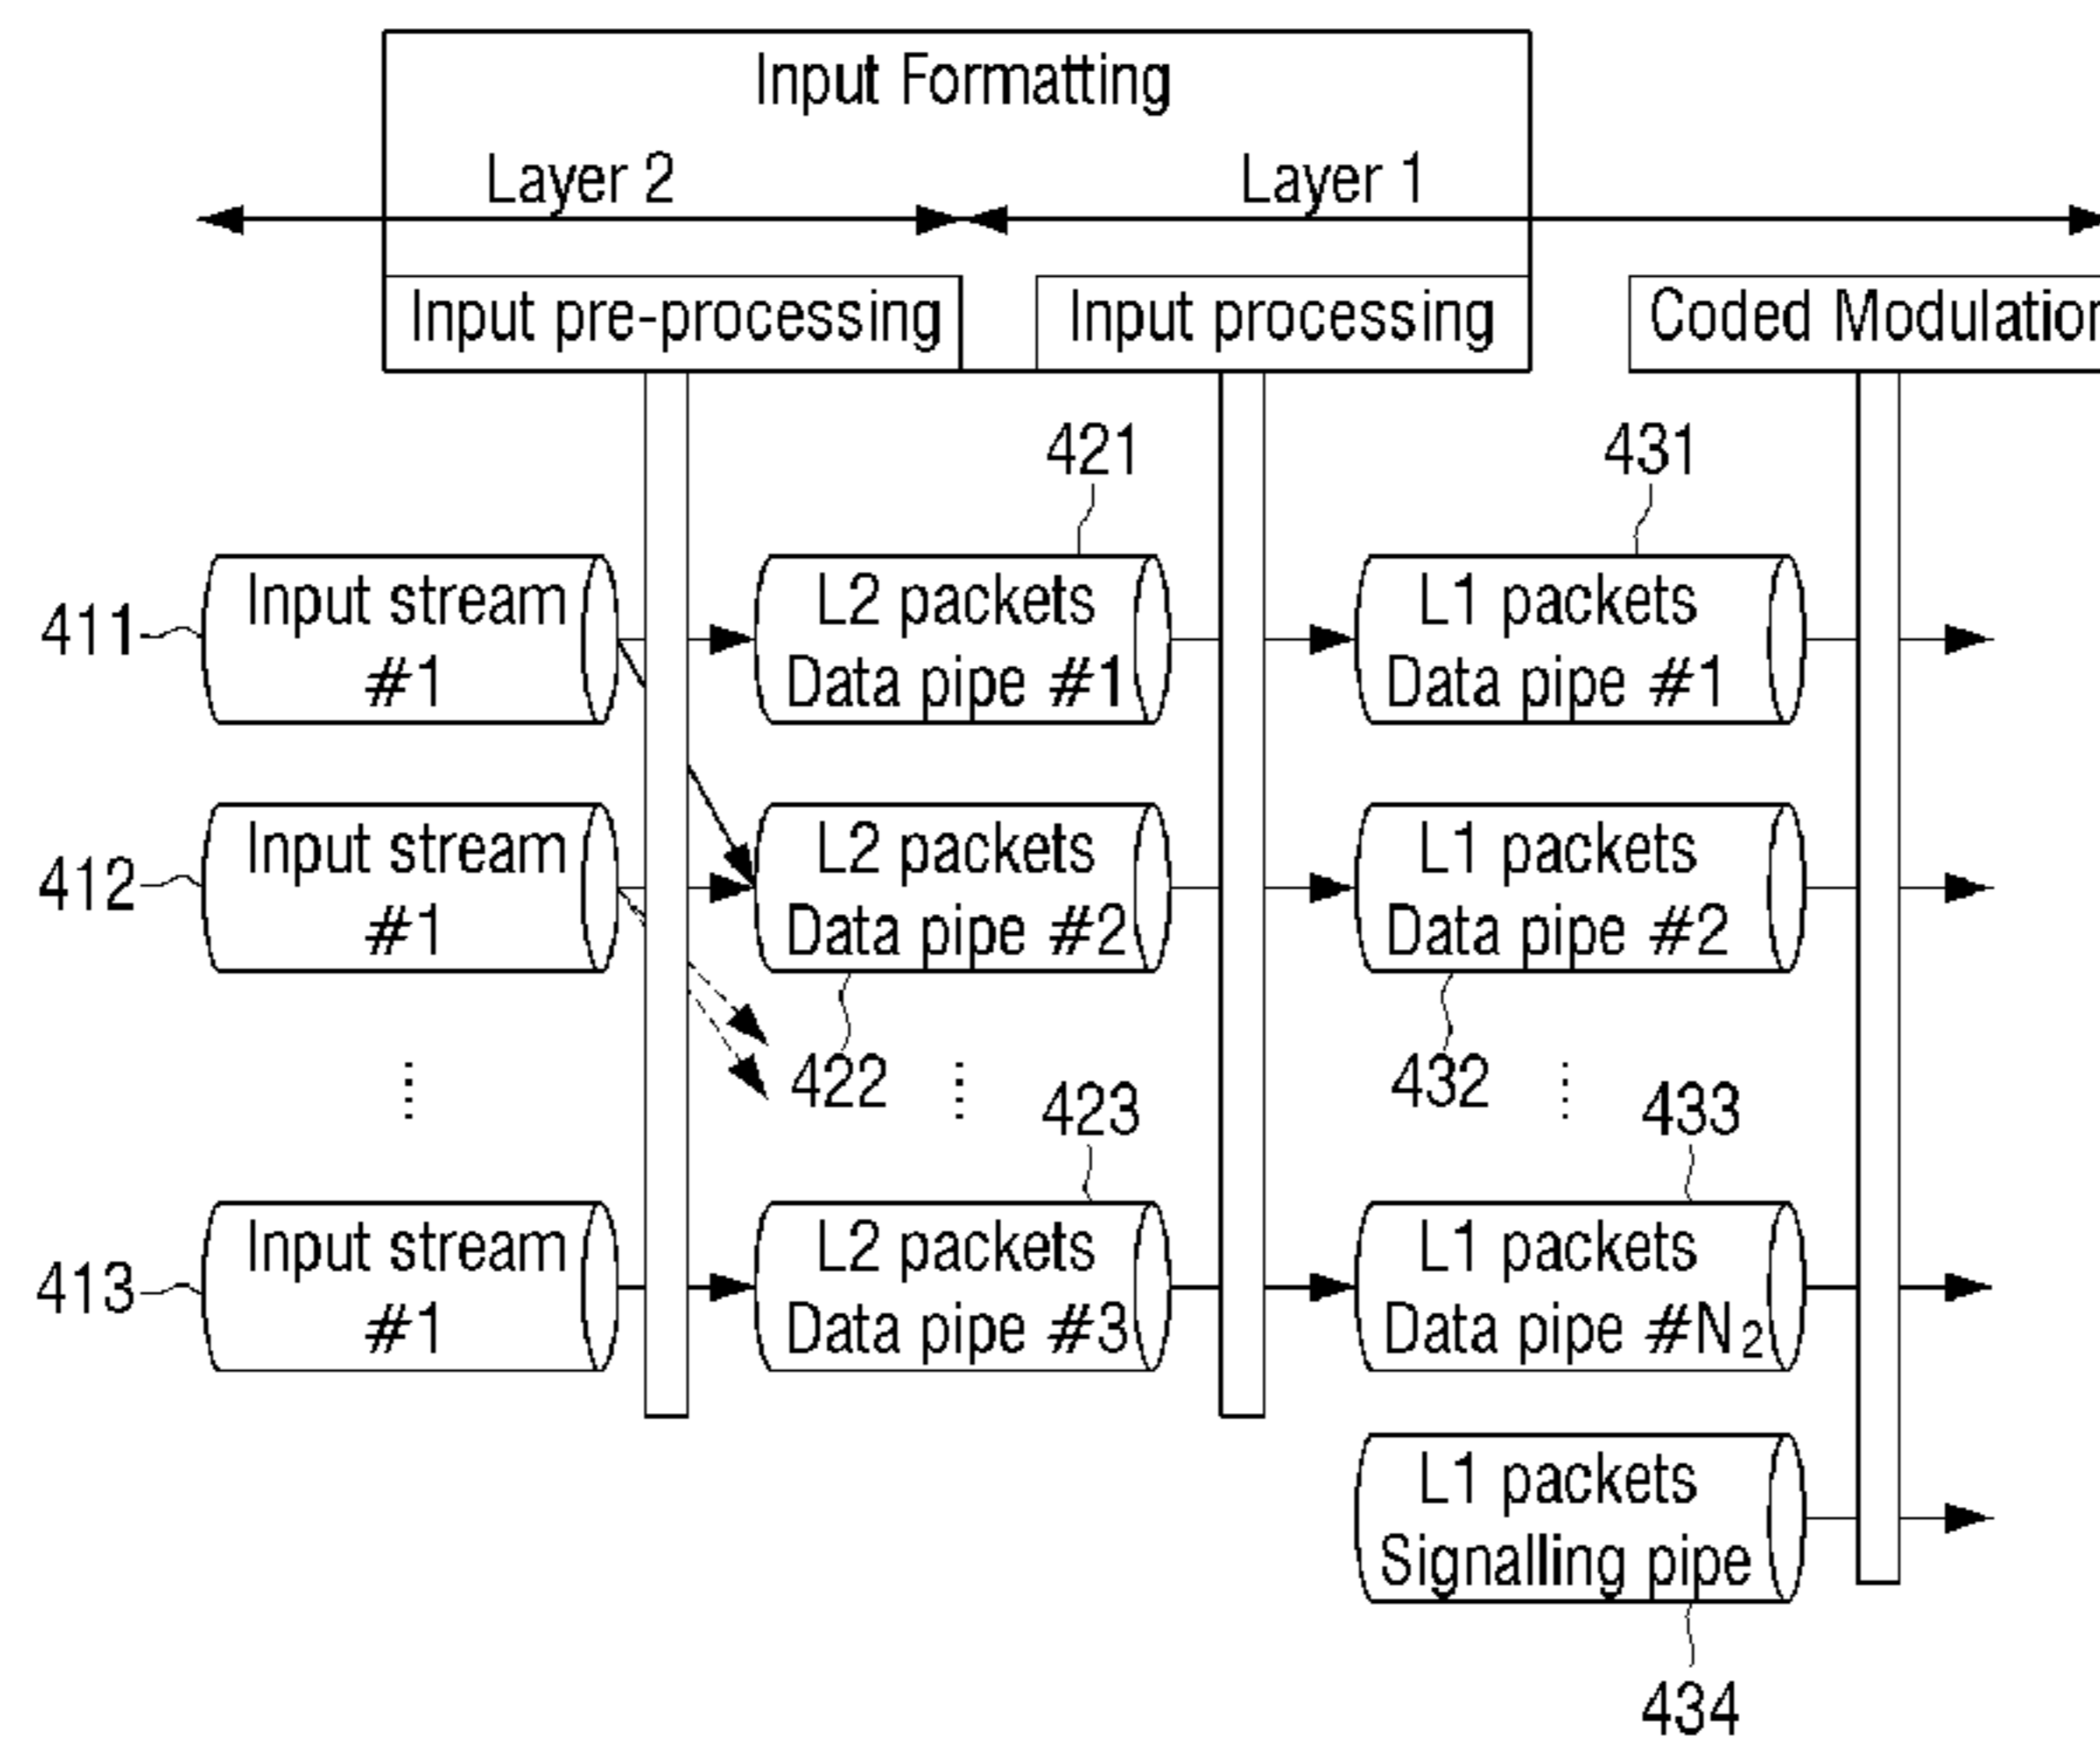 Input Formatting
Layer 2
Layer 1
Input pre-processing
Input processing
Coded Modulation
421
431
411
Input stream
#1
L2 packets
Data pipe #1
L1 packets
Data pipe #1
412
Input stream
#1
L2 packets
Data pipe #2
L1 packets
Data pipe #2
422
432
423
433
413
Input stream
#1
L2 packets
Data pipe #3
L1 packets
Data pipe #N₂
L1 packets
Signalling pipe
434